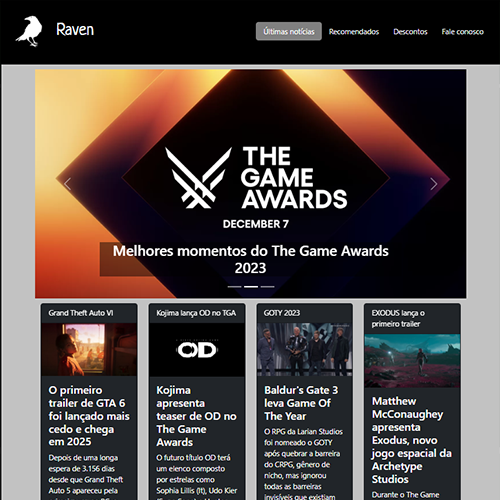 Raven
Últimas notícias
Recomendados
Descontos
Fale conosco
THE
GAME
AWARDS
DECEMBER 7
Melhores momentos do The Game Awards
2023
Grand Theft Auto VI
O primeiro
trailer de GTA 6
foi lançado mais
cedo e chega
em 2025
Depois de uma longa
espera de 3.156 dias
desde que Grand Theft
Auto 5 apareceu pela
Kojima lança OD no TGA
OD
Kojima
apresenta
teaser de OD no
The Game
Awards
O futuro título OD terá
um elenco composto
por estrelas como
Sophia Lillis (It), Udo Kier
GOTY 2023
Baldur's Gate 3
leva Game Of
The Year
O RPG da Larian Studios
foi nomeado o GOTY
após quebrar a barreira
do CRPG, gênero de
nicho, mas ignorou
todas as barreiras
invisíveis que existiam
EXODUS lança o
primeiro trailer
Matthew
McConaughey
apresenta
Exodus, novo
jogo espacial da
Archetype
Studios
Durante o The Game